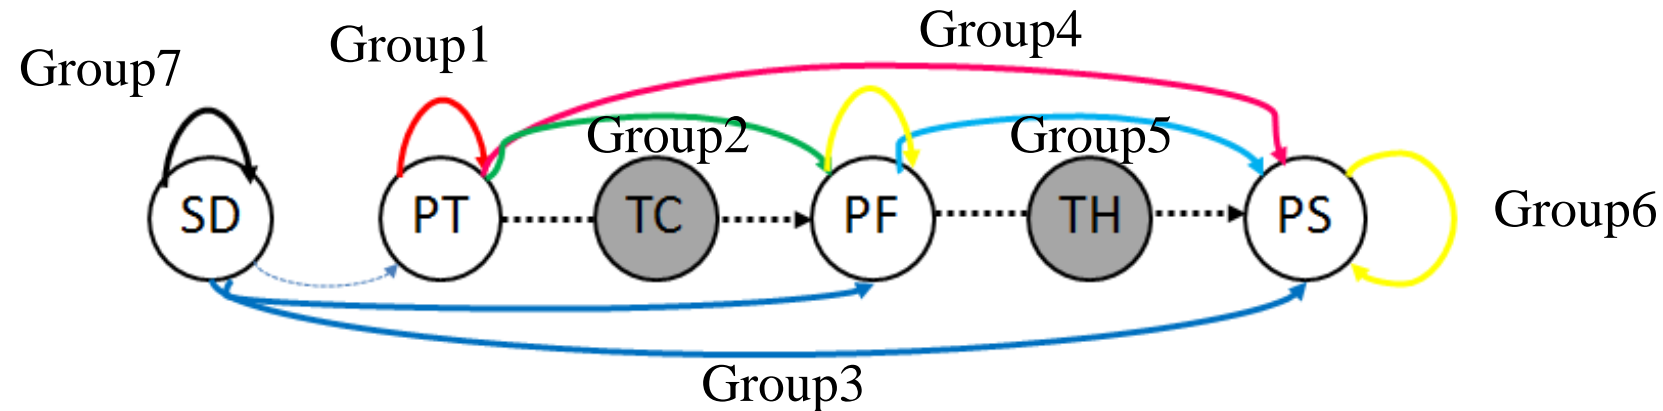 Group7
Group1
Group4
Group2
Group5
SD
PT
TC
PF
TH
PS
Group6
Group3